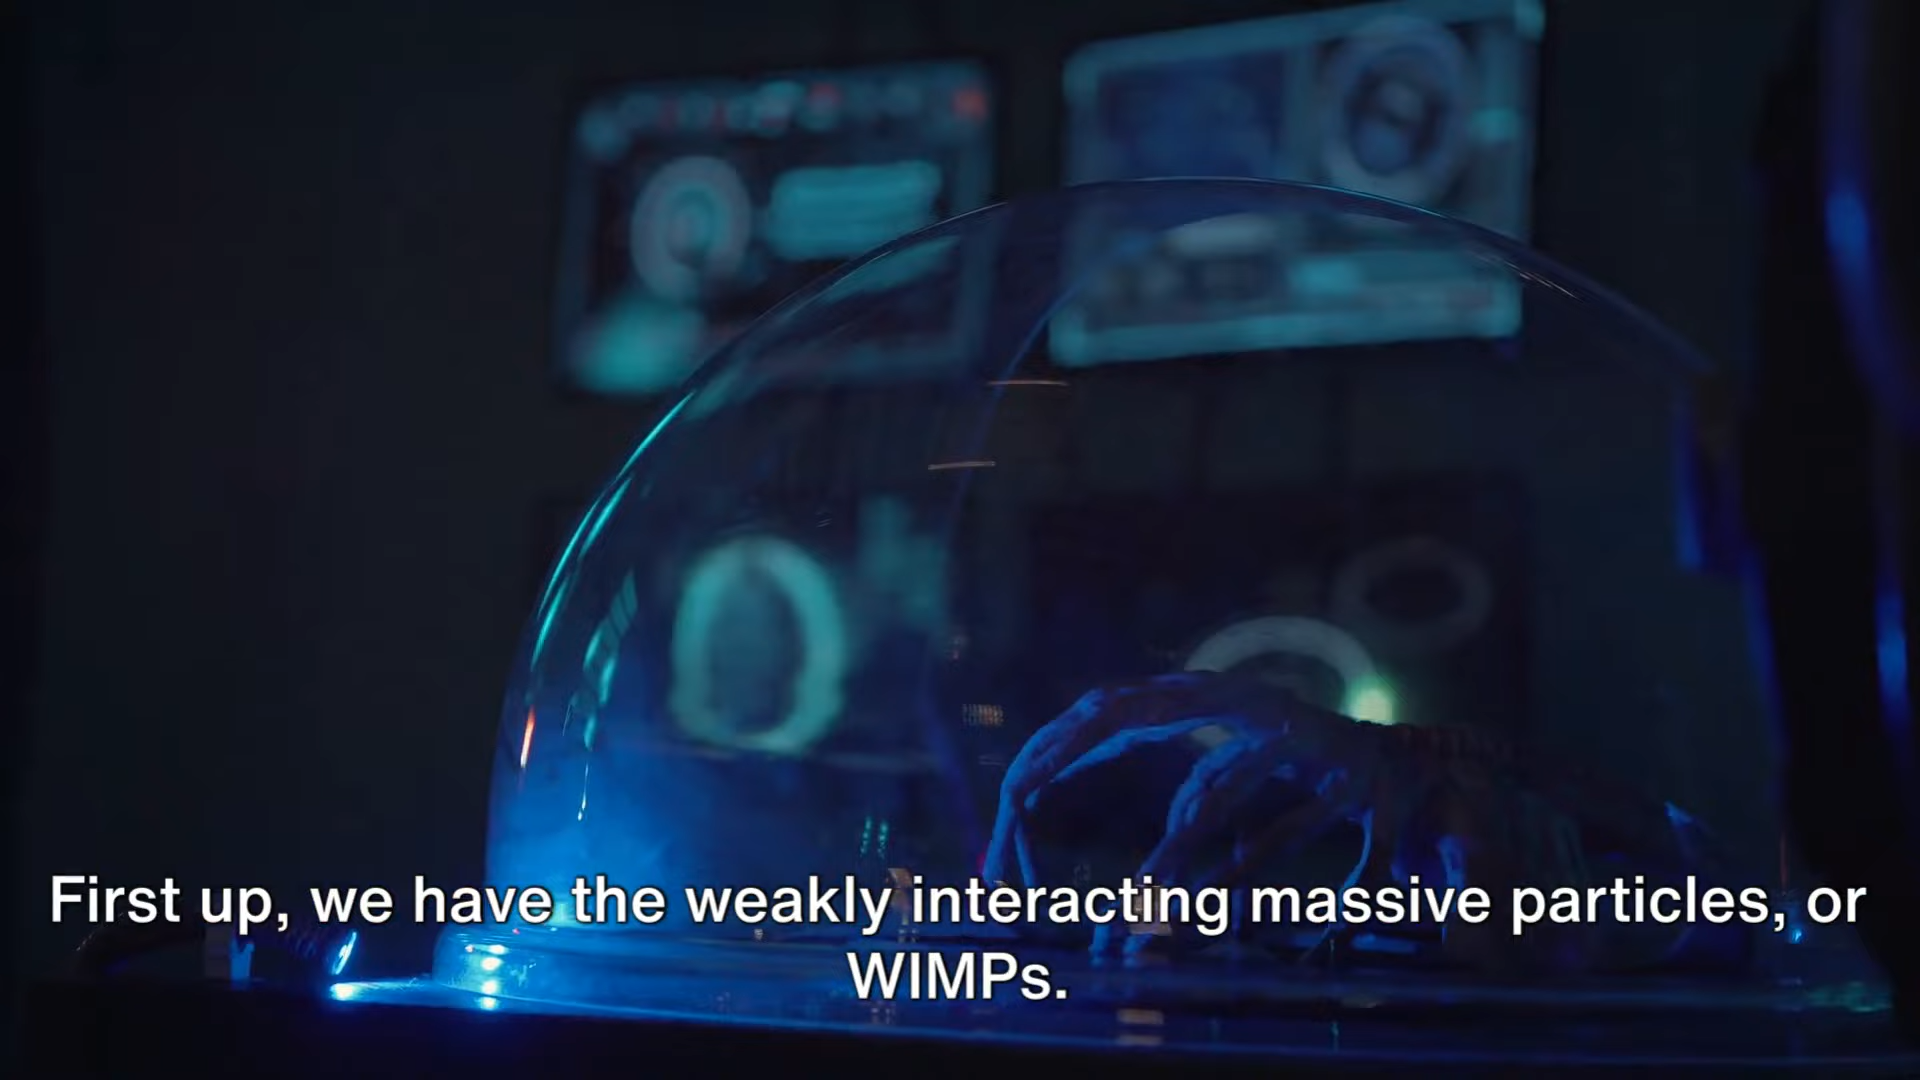 First up, we have the weakly interacting massive particles, or
WIMPs.